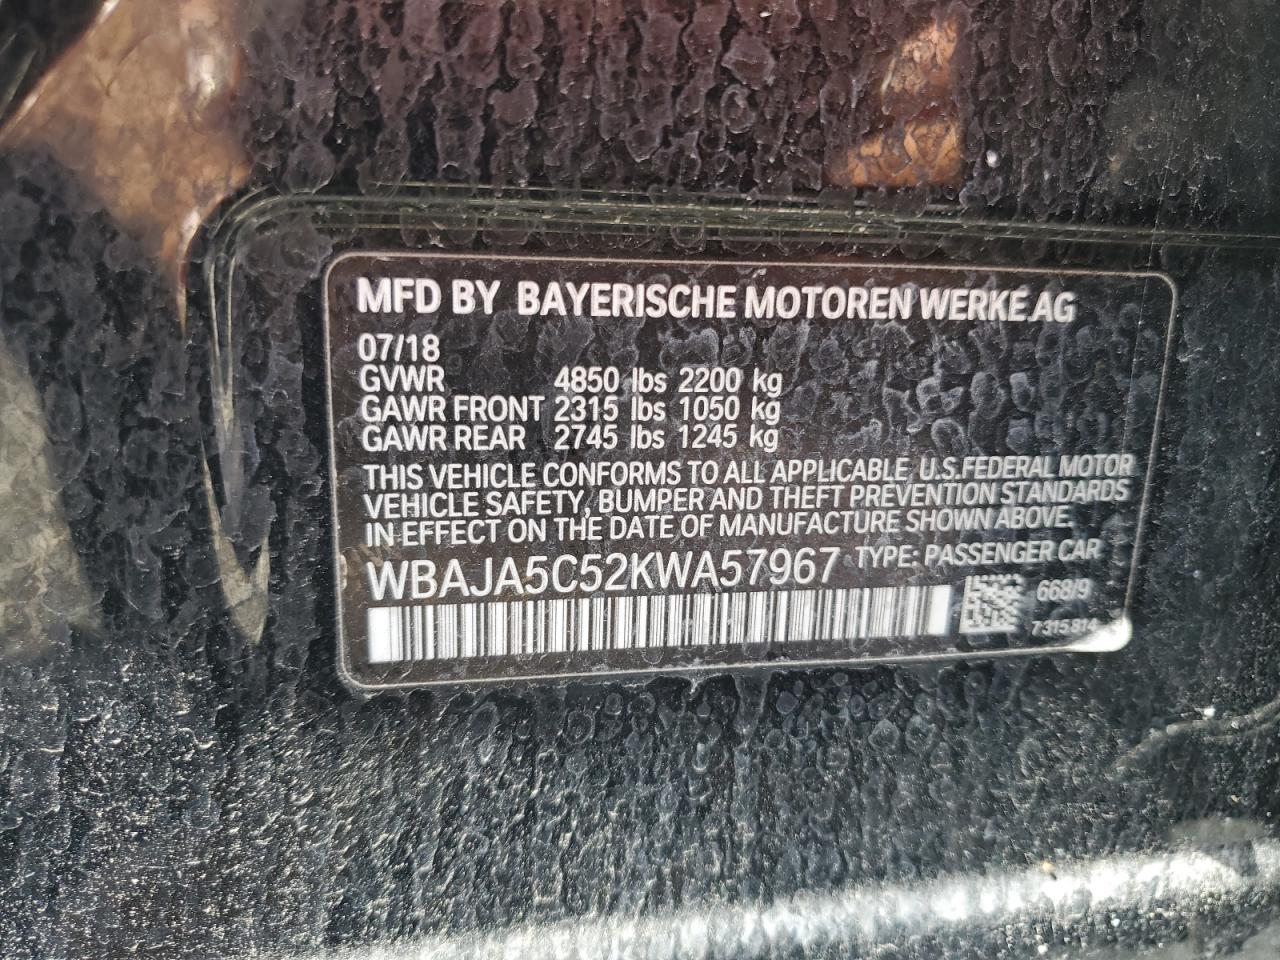 MFD BY BAYERISCHE MOTOREN WERKE AG
07/18
GVWR 4850 lbs 2200 kg
GAWR FRONT 2315 lbs 1050 kg
GAWR REAR 2745 lbs 1245 kg
THIS VEHICLE CONFORMS TO ALL APPLICABLE U.S.FEDERAL MOTOR
VEHICLE SAFETY, BUMPER AND THEFT PREVENTION STANDARDS
IN EFFECT ON THE DATE OF MANUFACTURE SHOWN ABOVE.
WBAJA5C52KWA57967 TYPE: PASSENGER CAR
668/9
7315814